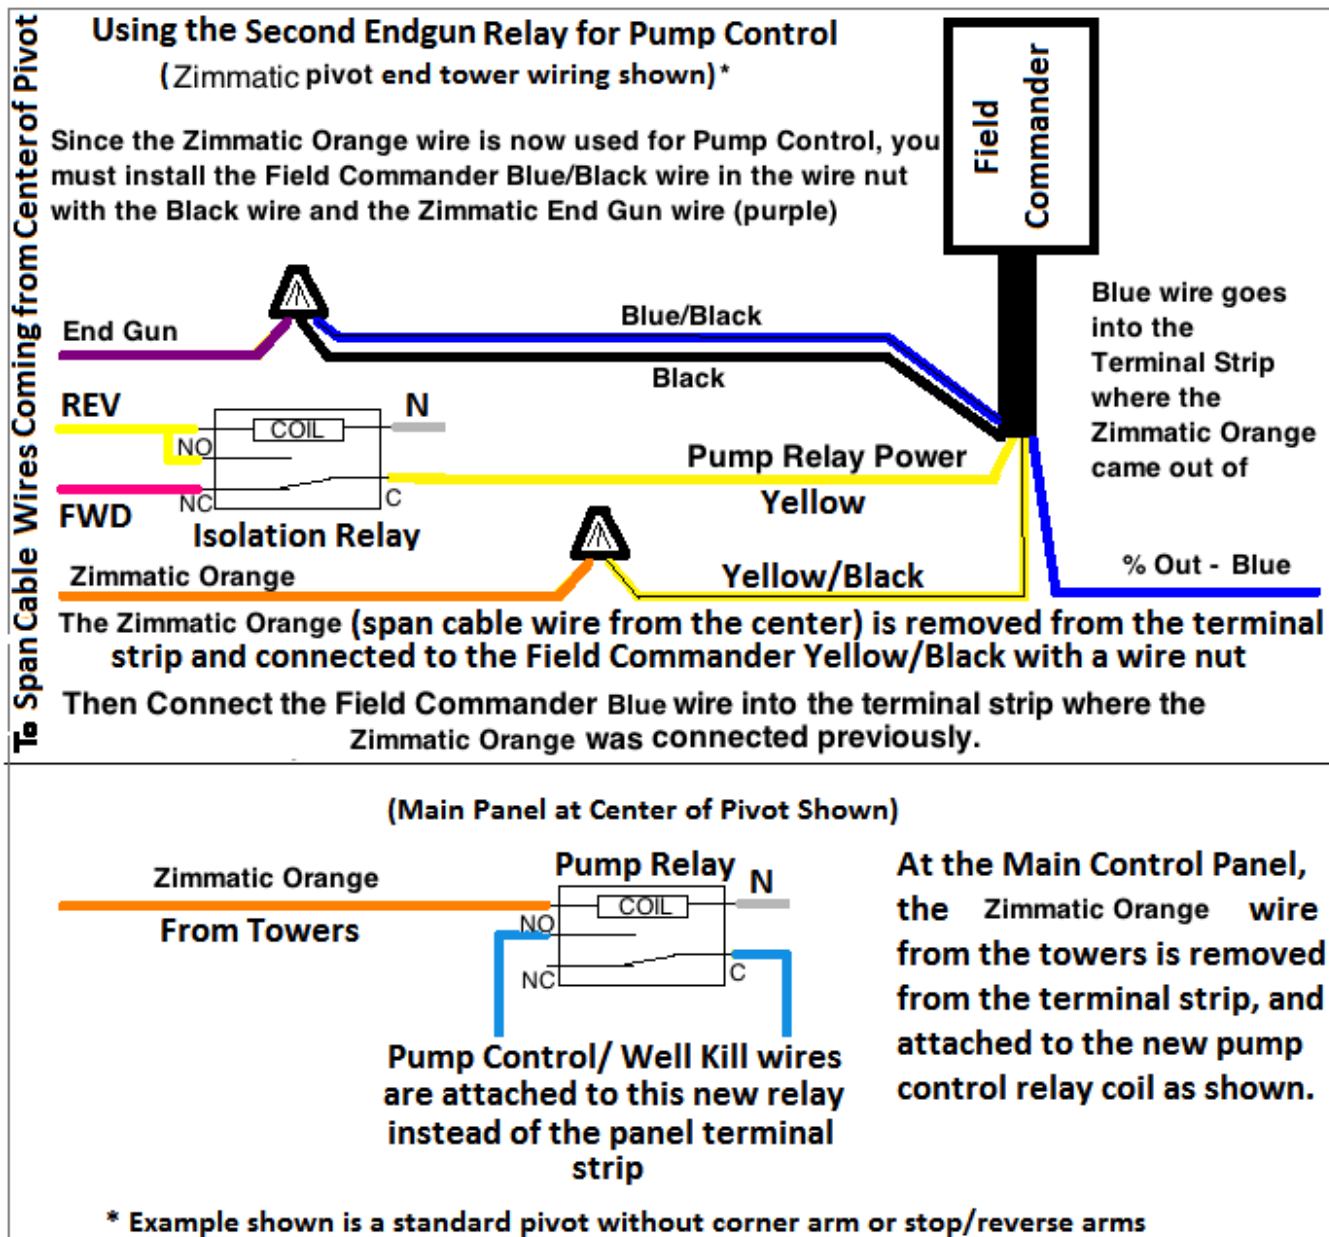 Using the Second Endgun Relay for Pump Control
(Zimmatic pivot end tower wiring shown)*
Since the Zimmatic Orange wire is now used for Pump Control, you
must install the Field Commander Blue/Black wire in the wire nut
with the Black wire and the Zimmatic End Gun wire (purple)
To Span Cable Wires Coming from Center of Pivot
Field
Commander
Blue wire goes
into the
Terminal Strip
where the
Zimmatic Orange
came out of
End Gun
Blue/Black
Black
REV
COIL
N
NO
Pump Relay Power
Yellow
NC
C
FWD
Isolation Relay
Zimmatic Orange
Yellow/Black
% Out - Blue
The Zimmatic Orange (span cable wire from the center) is removed from the terminal
strip and connected to the Field Commander Yellow/Black with a wire nut
Then Connect the Field Commander Blue wire into the terminal strip where the
Zimmatic Orange was connected previously.
(Main Panel at Center of Pivot Shown)
Zimmatic Orange
From Towers
Pump Relay
N
COIL
NO
NC
C
Pump Control/ Well Kill wires
are attached to this new relay
instead of the panel terminal
strip
At the Main Control Panel,
the Zimmatic Orange wire
from the towers is removed
from the terminal strip, and
attached to the new pump
control relay coil as shown.
* Example shown is a standard pivot without corner arm or stop/reverse arms